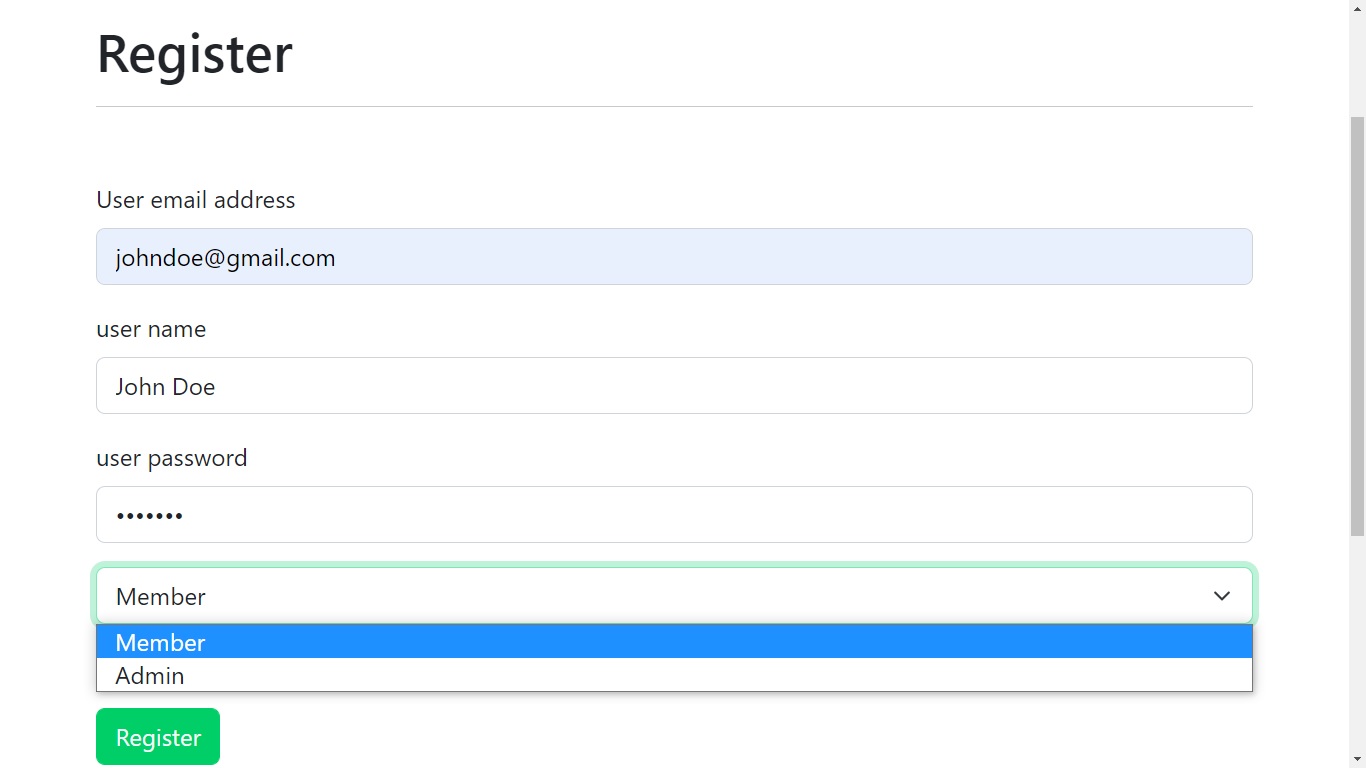 Register
User email address
johndoe@gmail.com
user name
John Doe
user password
•••••••
Member
Member
Admin
Register